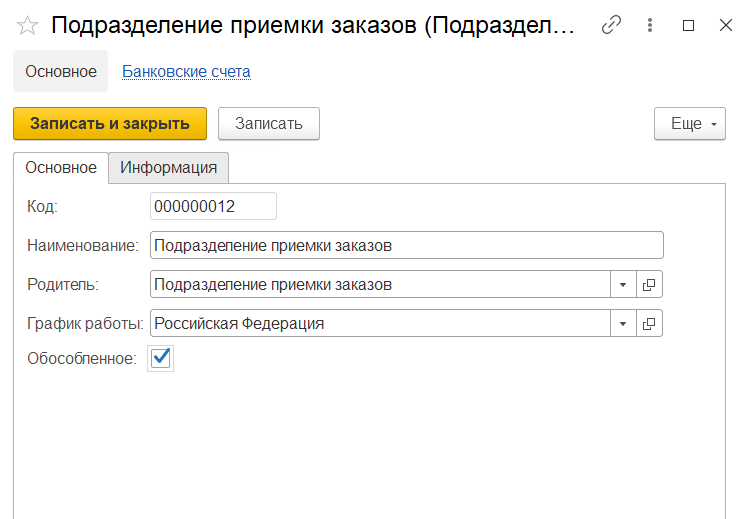 Подразделение приемки заказов (Подраздел...
Основное Банковские счета
Записать и закрыть Записать Еще
Основное Информация
Код: 000000012
Наименование: Подразделение приемки заказов
Родитель: Подразделение приемки заказов
График работы: Российская Федерация
Обособленное: